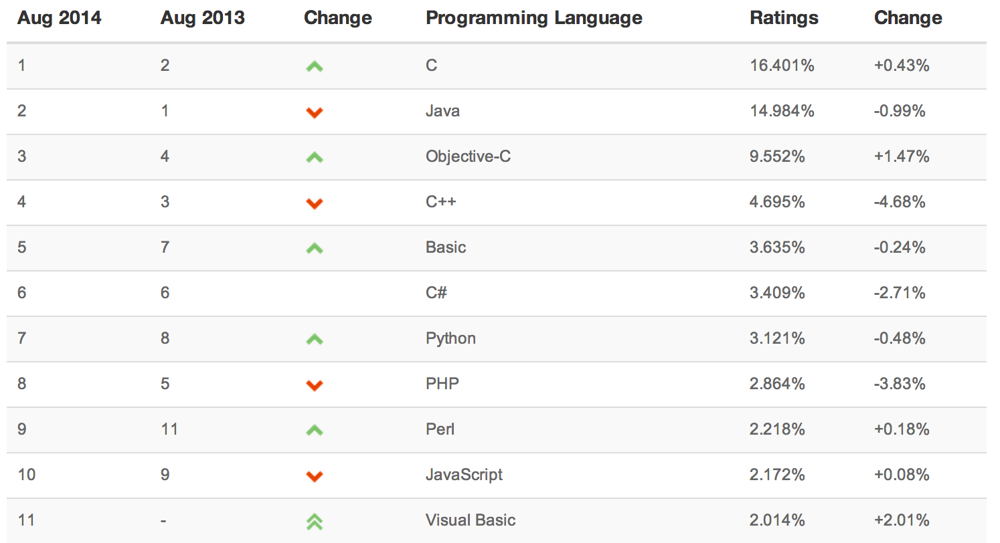 Aug 2014 Aug 2013 Change Programming Language Ratings Change
1 2 C 16.401% +0.43%
2 1 Java 14.984% -0.99%
3 4 Objective-C 9.552% +1.47%
4 3 C++ 4.695% -4.68%
5 7 Basic 3.635% -0.24%
6 6 C# 3.409% -2.71%
7 8 Python 3.121% -0.48%
8 5 PHP 2.864% -3.83%
9 11 Perl 2.218% +0.18%
10 9 JavaScript 2.172% +0.08%
11 - Visual Basic 2.014% +2.01%